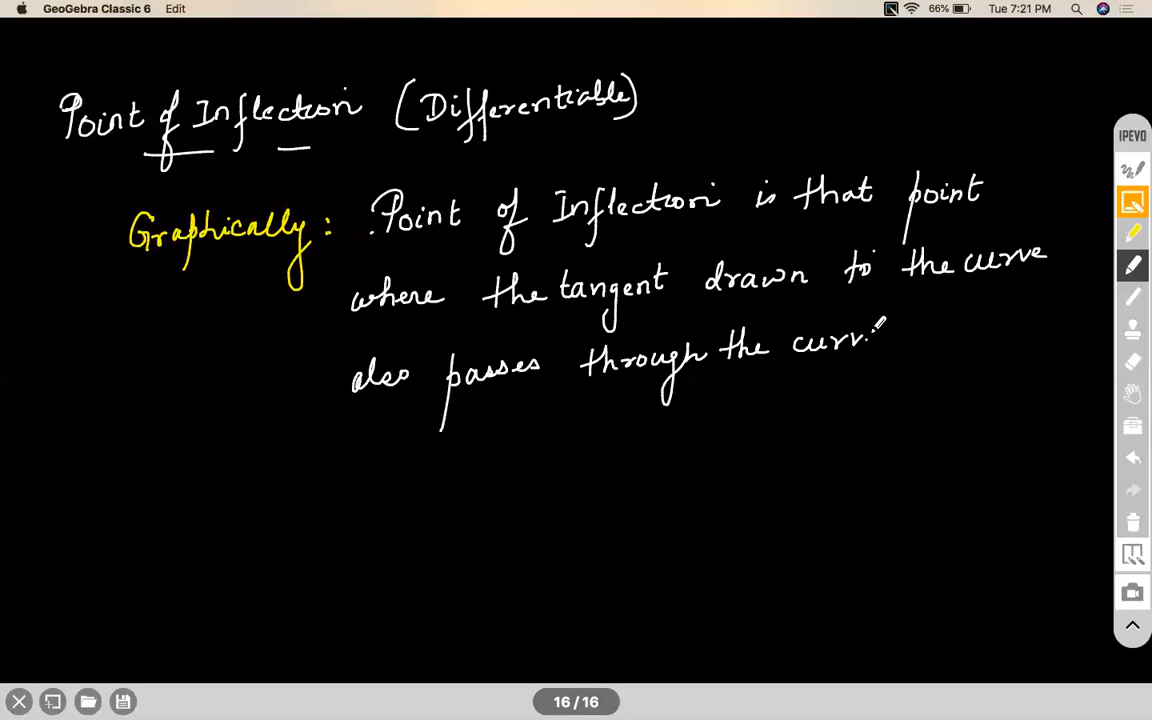 GeoGebra Classic 6 Edit 66% Tue 7:21 PM
Point of Inflection (Differentiable)
Graphically : Point of Inflection is that point
where the tangent drawn to the curve
also passes through the curv
IPEVO
16 / 16